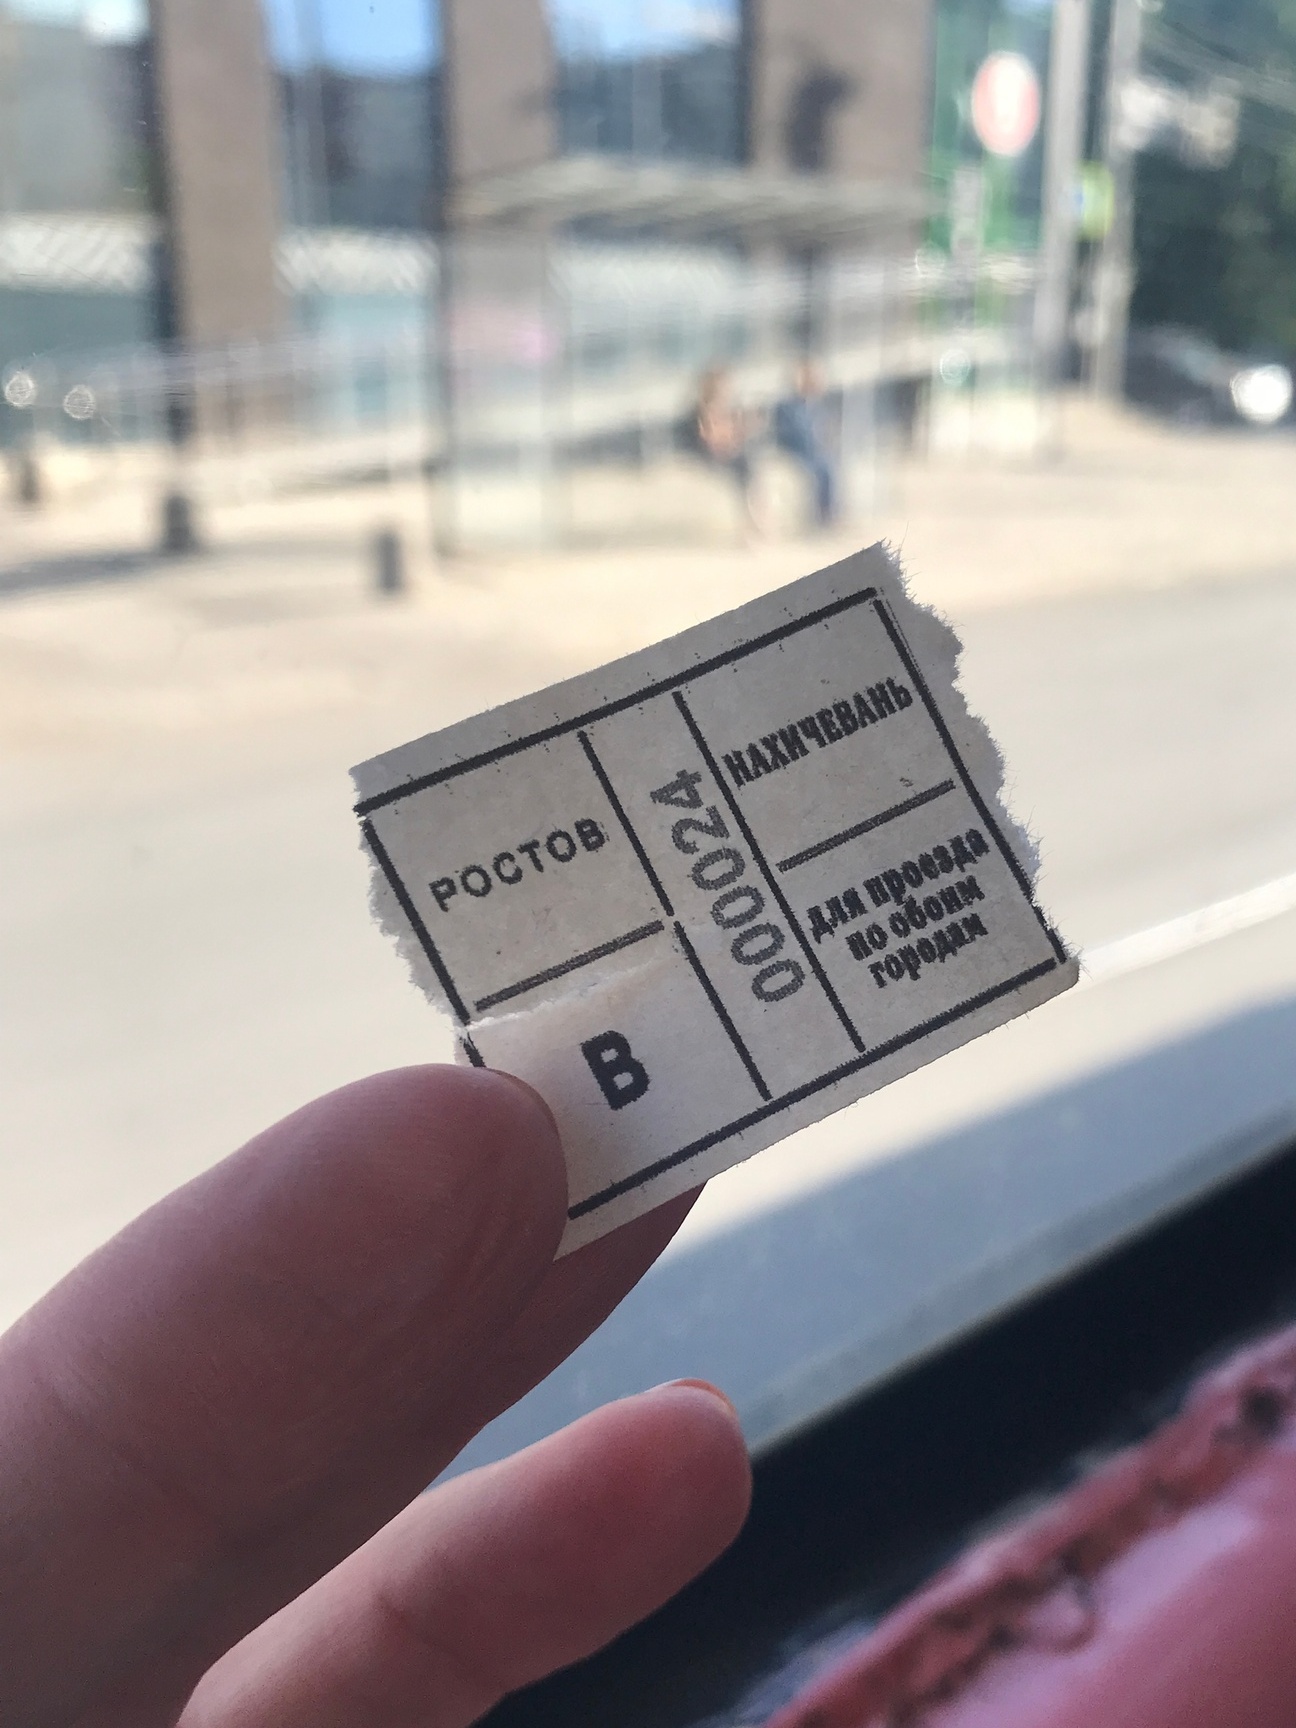 РОСТОВ
В
000024
НАХИЧЕВАНЬ
для проезда
по обоим
городам